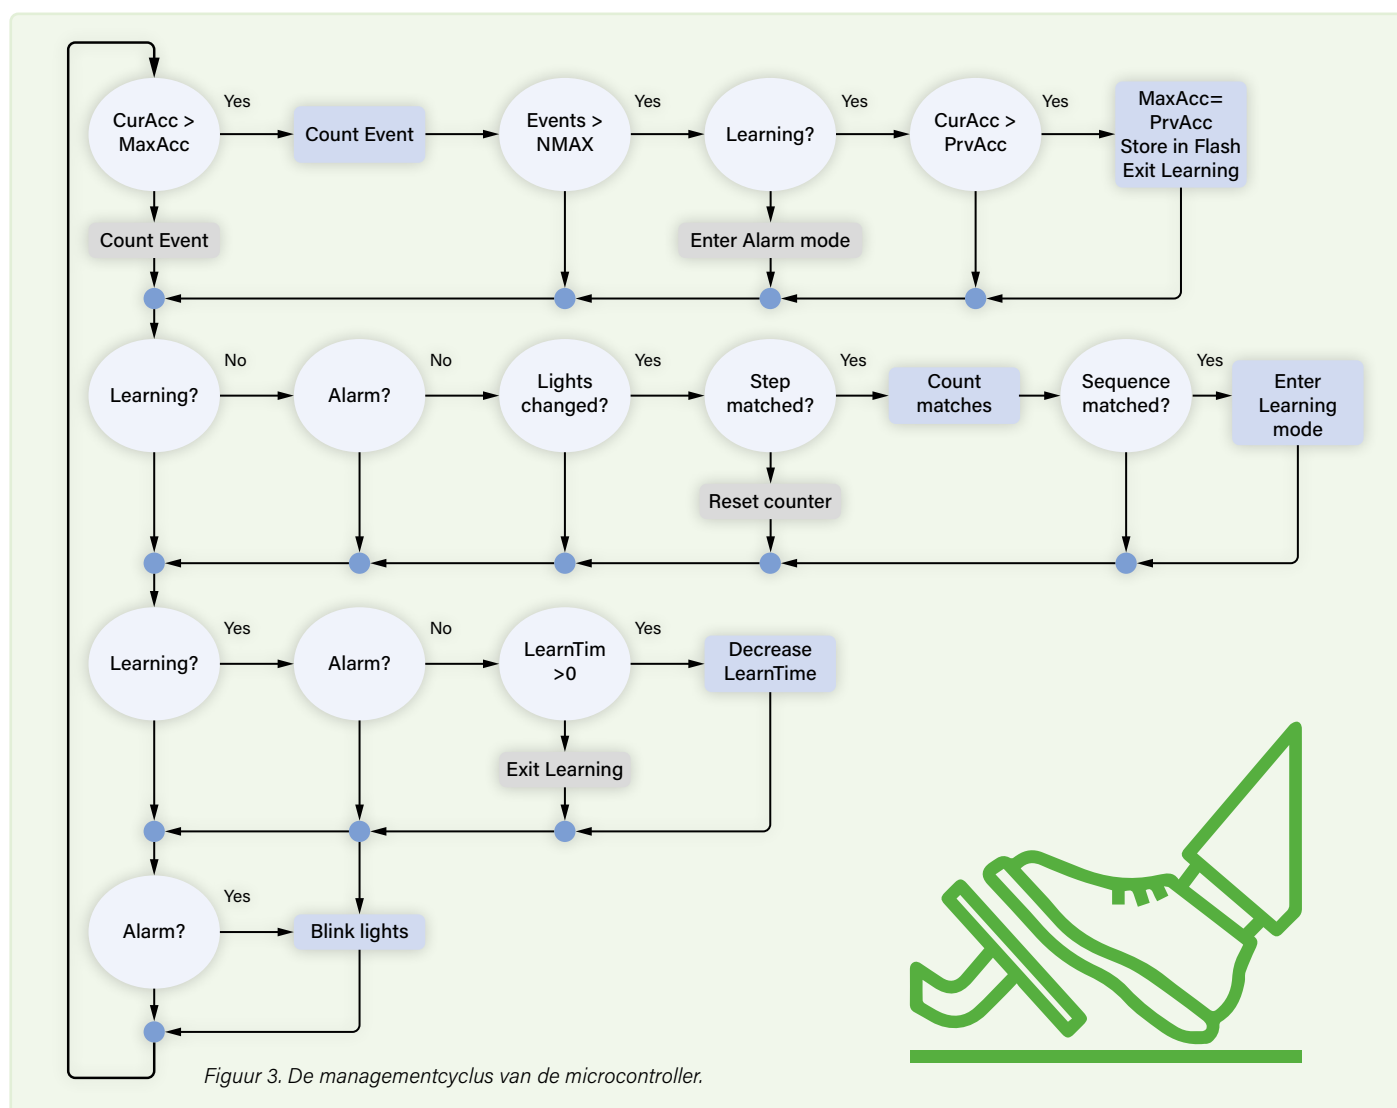 Yes
Yes
Yes
Yes
CurAcc >
MaxAcc
Count Event
Events >
NMAX
Learning?
CurAcc >
PrvAcc
MaxAcc=
PrvAcc
Store in Flash
Exit Learning
Count Event
Enter Alarm mode
No
No
Yes
Yes
Yes
Learning?
Alarm?
Lights
changed?
Step
matched?
Count
matches
Sequence
matched?
Enter
Learning
mode
Reset counter
Yes
No
Yes
Learning?
Alarm?
LearnTim
>0
Decrease
LearnTime
Exit Learning
Yes
Alarm?
Blink lights
Figuur 3. De managementcyclus van de microcontroller.